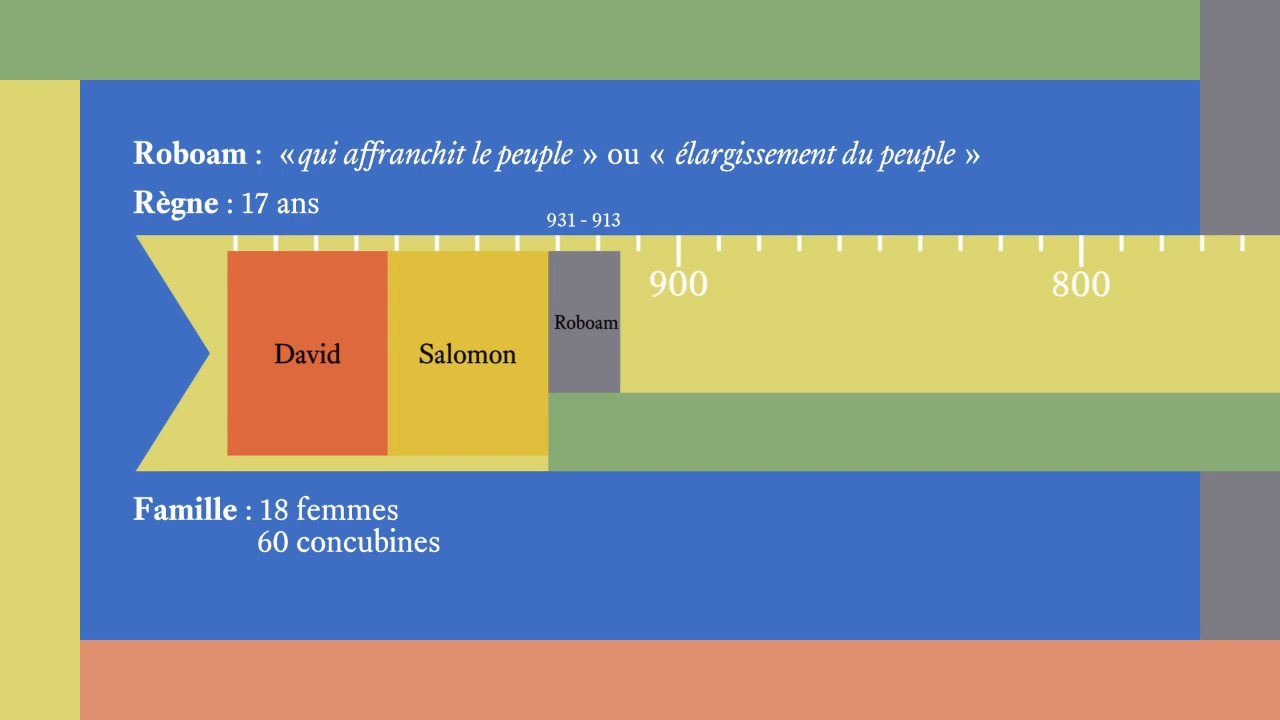 Roboam : «qui affranchit le peuple » ou « élargissement du peuple »
Règne : 17 ans
931 - 913
900
800
David
Salomon
Roboam
Famille : 18 femmes
60 concubines